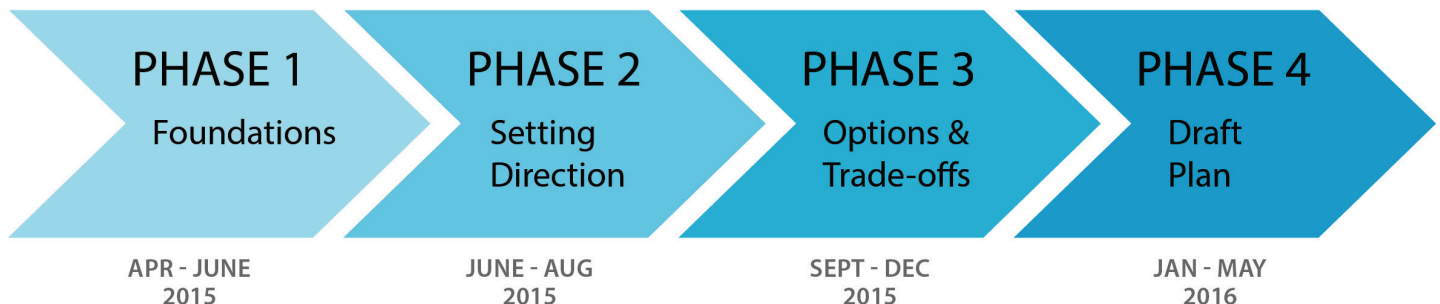 PHASE 1
Foundations
APR - JUNE
2015
PHASE 2
Setting
Direction
JUNE - AUG
2015
PHASE 3
Options &
Trade-offs
SEPT - DEC
2015
PHASE 4
Draft
Plan
JAN - MAY
2016